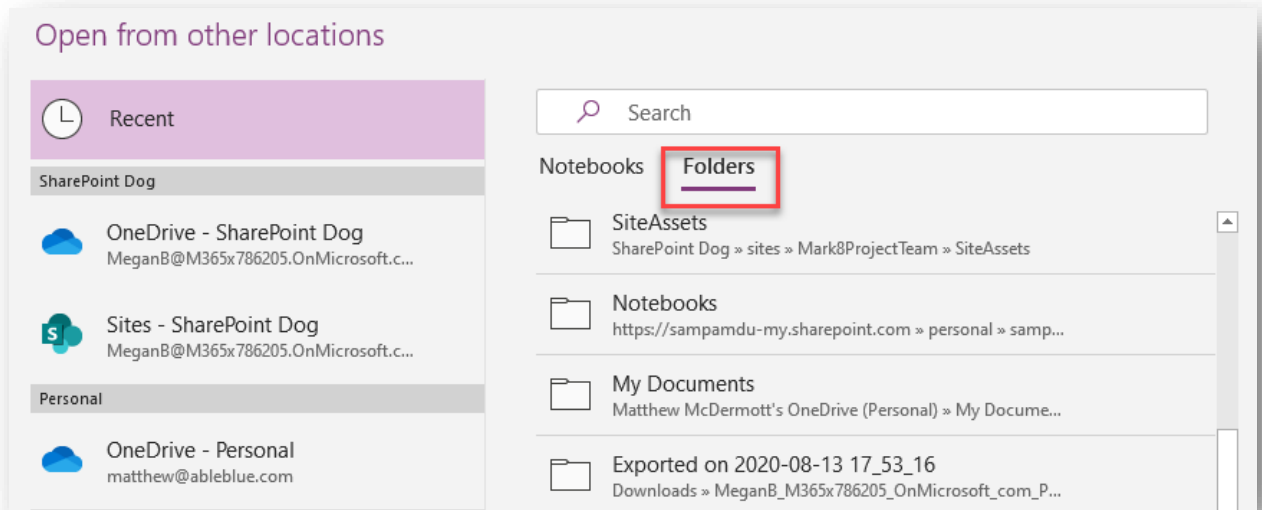 Open from other locations
Recent
SharePoint Dog
OneDrive - SharePoint Dog
MeganB@M365x786205.OnMicrosoft.c...
Sites - SharePoint Dog
MeganB@M365x786205.OnMicrosoft.c...
Personal
OneDrive - Personal
matthew@ableblue.com
Search
Notebooks Folders
SiteAssets
SharePoint Dog » sites » Mark8ProjectTeam » SiteAssets
Notebooks
https://sampamdu-my.sharepoint.com » personal » samp...
My Documents
Matthew McDermott's OneDrive (Personal) » My Docume...
Exported on 2020-08-13 17_53_16
Downloads » MeganB_M365x786205_OnMicrosoft_com_P...